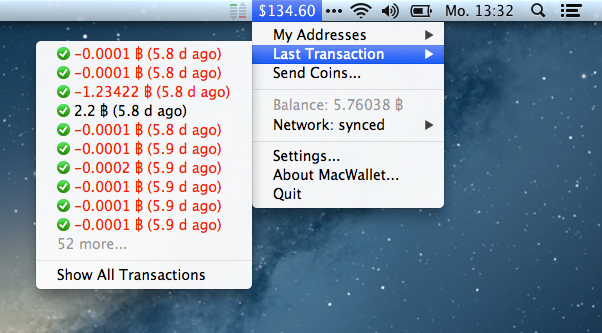 $134.60 ••• Mo. 13:32
My Addresses
Last Transaction
Send Coins...
Balance: 5.76038 ฿
Network: synced
Settings...
About MacWallet...
Quit
-0.0001 ฿ (5.8 d ago)
-0.0001 ฿ (5.8 d ago)
-1.23422 ฿ (5.8 d ago)
2.2 ฿ (5.8 d ago)
-0.0001 ฿ (5.8 d ago)
-0.0001 ฿ (5.9 d ago)
-0.0002 ฿ (5.9 d ago)
-0.0001 ฿ (5.9 d ago)
-0.0001 ฿ (5.9 d ago)
-0.0001 ฿ (5.9 d ago)
52 more...
Show All Transactions